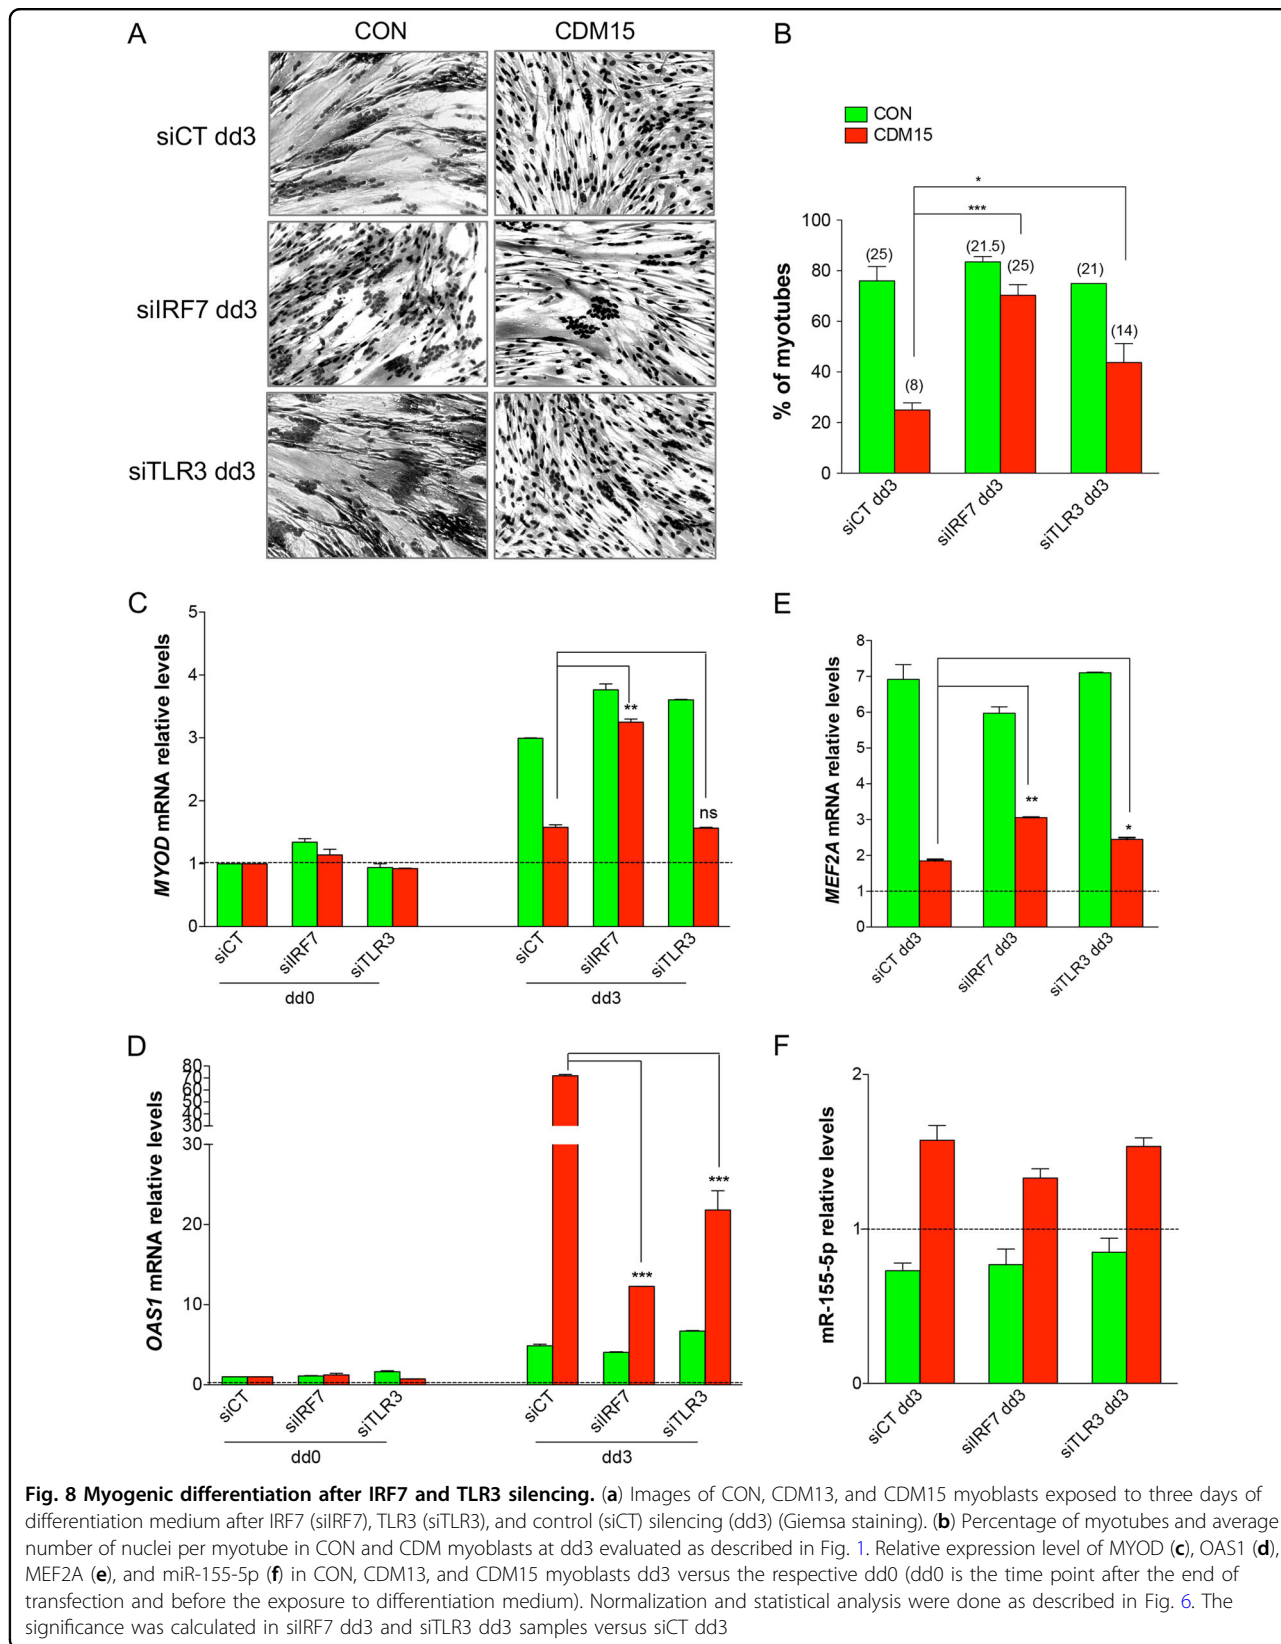 A
CON
CDM15
siCT dd3
siIRF7 dd3
siTLR3 dd3
B
CON
CDM15
*
***
% of myotubes
100
80
60
40
20
0
(25)
(8)
(21.5)
(25)
(21)
(14)
siCT dd3
siIRF7 dd3
siTLR3 dd3
C
MYOD mRNA relative levels
5
4
3
2
1
0
**
ns
siCT
siIRF7
siTLR3
siCT
siIRF7
siTLR3
dd0
dd3
E
MEF2A mRNA relative levels
8
7
6
5
4
3
2
1
0
**
*
siCT dd3
siIRF7 dd3
siTLR3 dd3
D
OAS1 mRNA relative levels
80
70
60
50
40
30
30
20
10
0
***
***
siCT
siIRF7
siTLR3
siCT
siIRF7
siTLR3
dd0
dd3
F
mR-155-5p relative levels
2
1
0
siCT dd3
siIRF7 dd3
siTLR3 dd3
Fig. 8 Myogenic differentiation after IRF7 and TLR3 silencing. (a) Images of CON, CDM13, and CDM15 myoblasts exposed to three days of
differentiation medium after IRF7 (siIRF7), TLR3 (siTLR3), and control (siCT) silencing (dd3) (Giemsa staining). (b) Percentage of myotubes and average
number of nuclei per myotube in CON and CDM myoblasts at dd3 evaluated as described in Fig. 1. Relative expression level of MYOD (c), OAS1 (d),
MEF2A (e), and miR-155-5p (f) in CON, CDM13, and CDM15 myoblasts dd3 versus the respective dd0 (dd0 is the time point after the end of
transfection and before the exposure to differentiation medium). Normalization and statistical analysis were done as described in Fig. 6. The
significance was calculated in siIRF7 dd3 and siTLR3 dd3 samples versus siCT dd3